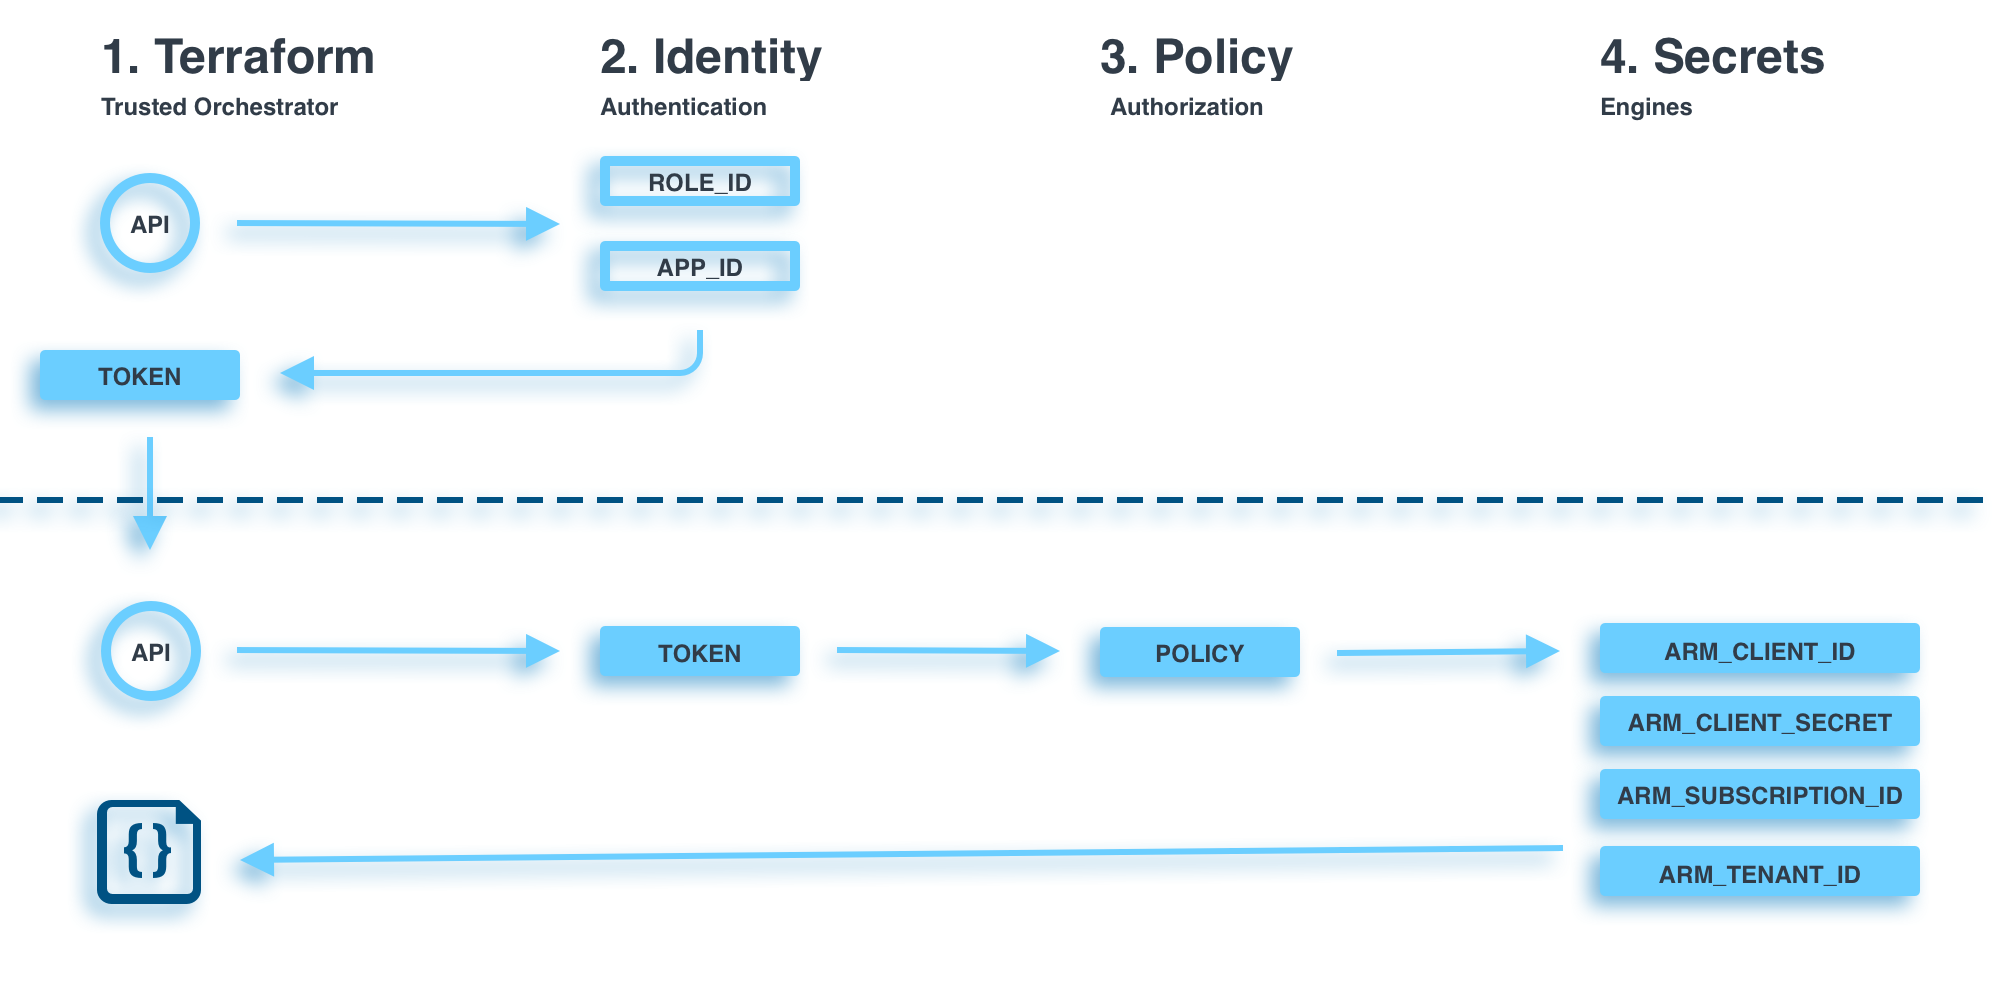 1. Terraform
Trusted Orchestrator
2. Identity
Authentication
3. Policy
Authorization
4. Secrets
Engines
API
ROLE_ID
APP_ID
TOKEN
API
TOKEN
POLICY
ARM_CLIENT_ID
ARM_CLIENT_SECRET
ARM_SUBSCRIPTION_ID
ARM_TENANT_ID
{ }